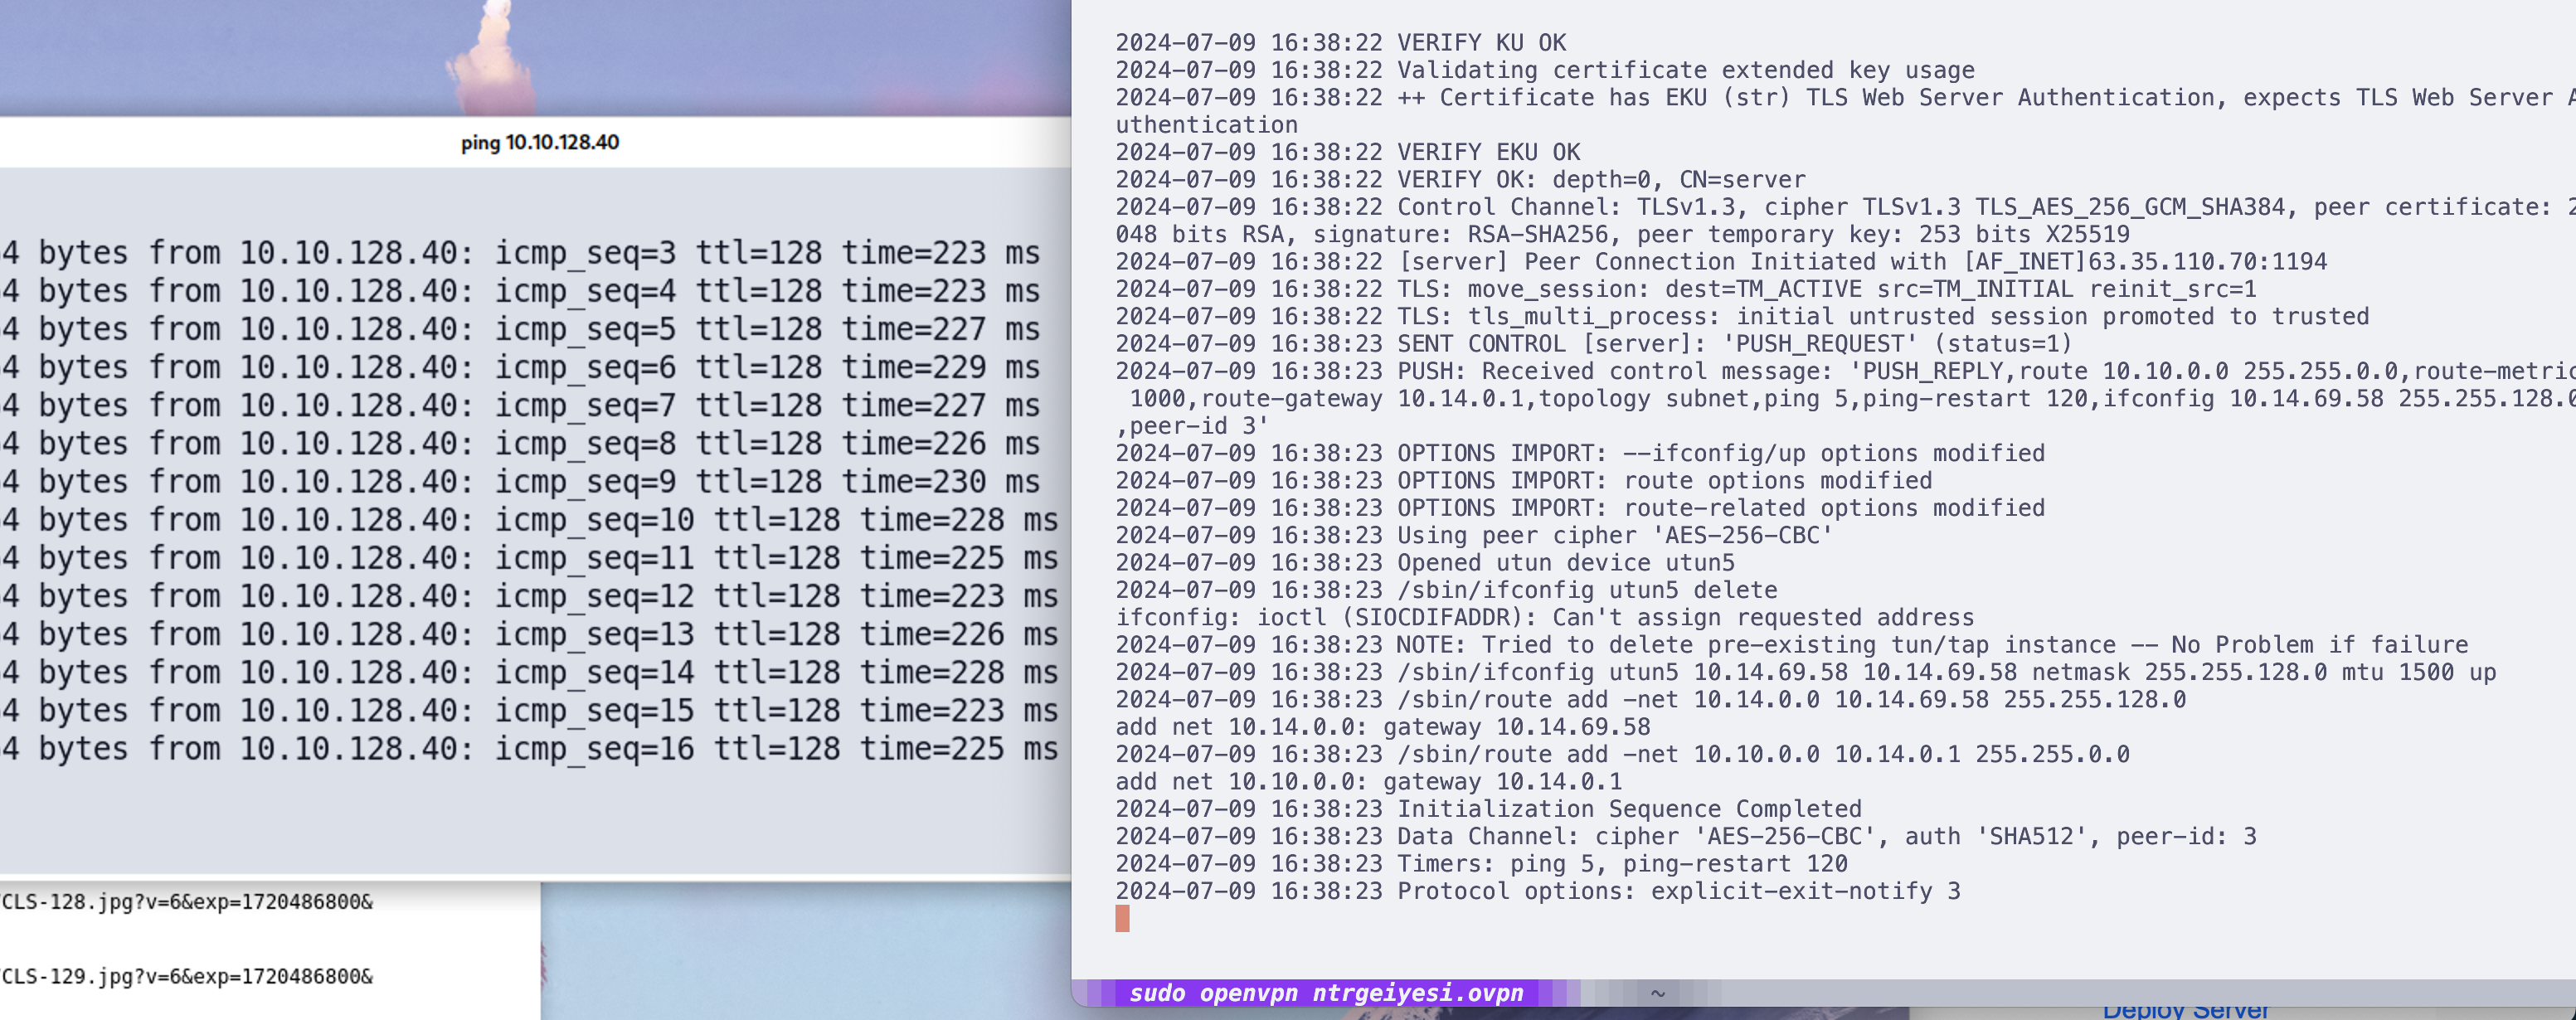 ping 10.10.128.40
4 bytes from 10.10.128.40: icmp_seq=3 ttl=128 time=223 ms
4 bytes from 10.10.128.40: icmp_seq=4 ttl=128 time=223 ms
4 bytes from 10.10.128.40: icmp_seq=5 ttl=128 time=227 ms
4 bytes from 10.10.128.40: icmp_seq=6 ttl=128 time=229 ms
4 bytes from 10.10.128.40: icmp_seq=7 ttl=128 time=227 ms
4 bytes from 10.10.128.40: icmp_seq=8 ttl=128 time=226 ms
4 bytes from 10.10.128.40: icmp_seq=9 ttl=128 time=230 ms
4 bytes from 10.10.128.40: icmp_seq=10 ttl=128 time=228 ms
4 bytes from 10.10.128.40: icmp_seq=11 ttl=128 time=225 ms
4 bytes from 10.10.128.40: icmp_seq=12 ttl=128 time=223 ms
4 bytes from 10.10.128.40: icmp_seq=13 ttl=128 time=226 ms
4 bytes from 10.10.128.40: icmp_seq=14 ttl=128 time=228 ms
4 bytes from 10.10.128.40: icmp_seq=15 ttl=128 time=223 ms
4 bytes from 10.10.128.40: icmp_seq=16 ttl=128 time=225 ms
CLS-128.jpg?v=6&exp=1720486800&
CLS-129.jpg?v=6&exp=1720486800&
2024-07-09 16:38:22 VERIFY KU OK
2024-07-09 16:38:22 Validating certificate extended key usage
2024-07-09 16:38:22 ++ Certificate has EKU (str) TLS Web Server Authentication, expects TLS Web Server A
uthentication
2024-07-09 16:38:22 VERIFY EKU OK
2024-07-09 16:38:22 VERIFY OK: depth=0, CN=server
2024-07-09 16:38:22 Control Channel: TLSv1.3, cipher TLSv1.3 TLS_AES_256_GCM_SHA384, peer certificate: 2
048 bits RSA, signature: RSA-SHA256, peer temporary key: 253 bits X25519
2024-07-09 16:38:22 [server] Peer Connection Initiated with [AF_INET]63.35.110.70:1194
2024-07-09 16:38:22 TLS: move_session: dest=TM_ACTIVE src=TM_INITIAL reinit_src=1
2024-07-09 16:38:22 TLS: tls_multi_process: initial untrusted session promoted to trusted
2024-07-09 16:38:23 SENT CONTROL [server]: 'PUSH_REQUEST' (status=1)
2024-07-09 16:38:23 PUSH: Received control message: 'PUSH_REPLY,route 10.10.0.0 255.255.0.0,route-metric
1000,route-gateway 10.14.0.1,topology subnet,ping 5,ping-restart 120,ifconfig 10.14.69.58 255.255.128.0
,peer-id 3'
2024-07-09 16:38:23 OPTIONS IMPORT: --ifconfig/up options modified
2024-07-09 16:38:23 OPTIONS IMPORT: route options modified
2024-07-09 16:38:23 OPTIONS IMPORT: route-related options modified
2024-07-09 16:38:23 Using peer cipher 'AES-256-CBC'
2024-07-09 16:38:23 Opened utun device utun5
2024-07-09 16:38:23 /sbin/ifconfig utun5 delete
ifconfig: ioctl (SIOCDIFADDR): Can't assign requested address
2024-07-09 16:38:23 NOTE: Tried to delete pre-existing tun/tap instance -- No Problem if failure
2024-07-09 16:38:23 /sbin/ifconfig utun5 10.14.69.58 10.14.69.58 netmask 255.255.128.0 mtu 1500 up
2024-07-09 16:38:23 /sbin/route add -net 10.14.0.0 10.14.69.58 255.255.128.0
add net 10.14.0.0: gateway 10.14.69.58
2024-07-09 16:38:23 /sbin/route add -net 10.10.0.0 10.14.0.1 255.255.0.0
add net 10.10.0.0: gateway 10.14.0.1
2024-07-09 16:38:23 Initialization Sequence Completed
2024-07-09 16:38:23 Data Channel: cipher 'AES-256-CBC', auth 'SHA512', peer-id: 3
2024-07-09 16:38:23 Timers: ping 5, ping-restart 120
2024-07-09 16:38:23 Protocol options: explicit-exit-notify 3
sudo openvpn ntrgeiyesi.ovpn
~
Deploy Server